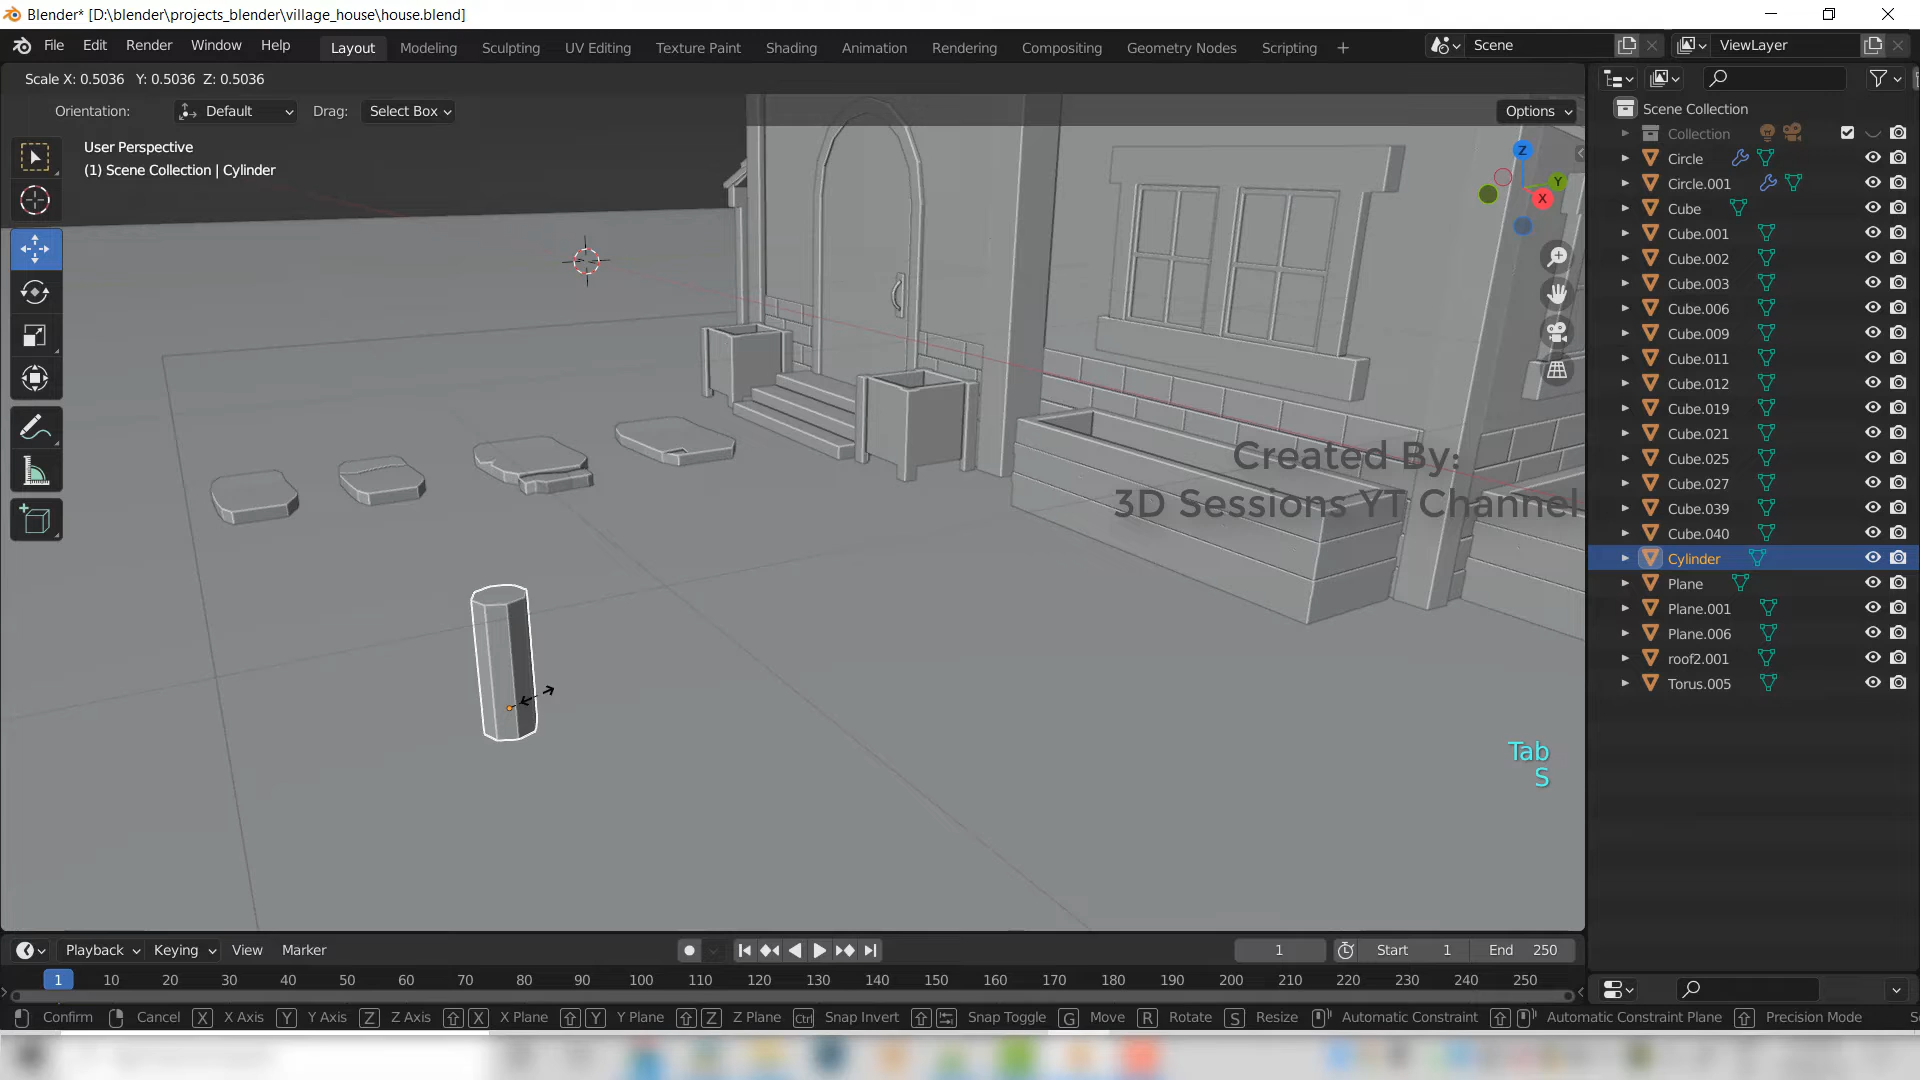 Blender* [D:\blender\projects_blender\village_house\house.blend]
File Edit Render Window Help Layout Modeling Sculpting UV Editing Texture Paint Shading Animation Rendering Compositing Geometry Nodes Scripting + Scene ViewLayer
Scale X: 0.5036 Y: 0.5036 Z: 0.5036
Orientation: Default Drag: Select Box Options
User Perspective
(1) Scene Collection | Cylinder
Z
Y
X
Created By:
3D Sessions YT Channel
Tab
S
Scene Collection
Collection
Circle
Circle.001
Cube
Cube.001
Cube.002
Cube.003
Cube.006
Cube.009
Cube.011
Cube.012
Cube.019
Cube.021
Cube.025
Cube.027
Cube.039
Cube.040
Cylinder
Plane
Plane.001
Plane.006
roof2.001
Torus.005
Playback Keying View Marker 1 Start 1 End 250
1 10 20 30 40 50 60 70 80 90 100 110 120 130 140 150 160 170 180 190 200 210 220 230 240 250
Confirm Cancel X X Axis Y Y Axis Z Z Axis X X Plane Y Y Plane Z Z Plane Ctrl Snap Invert Snap Toggle G Move R Rotate S Resize Automatic Constraint Automatic Constraint Plane Precision Mode